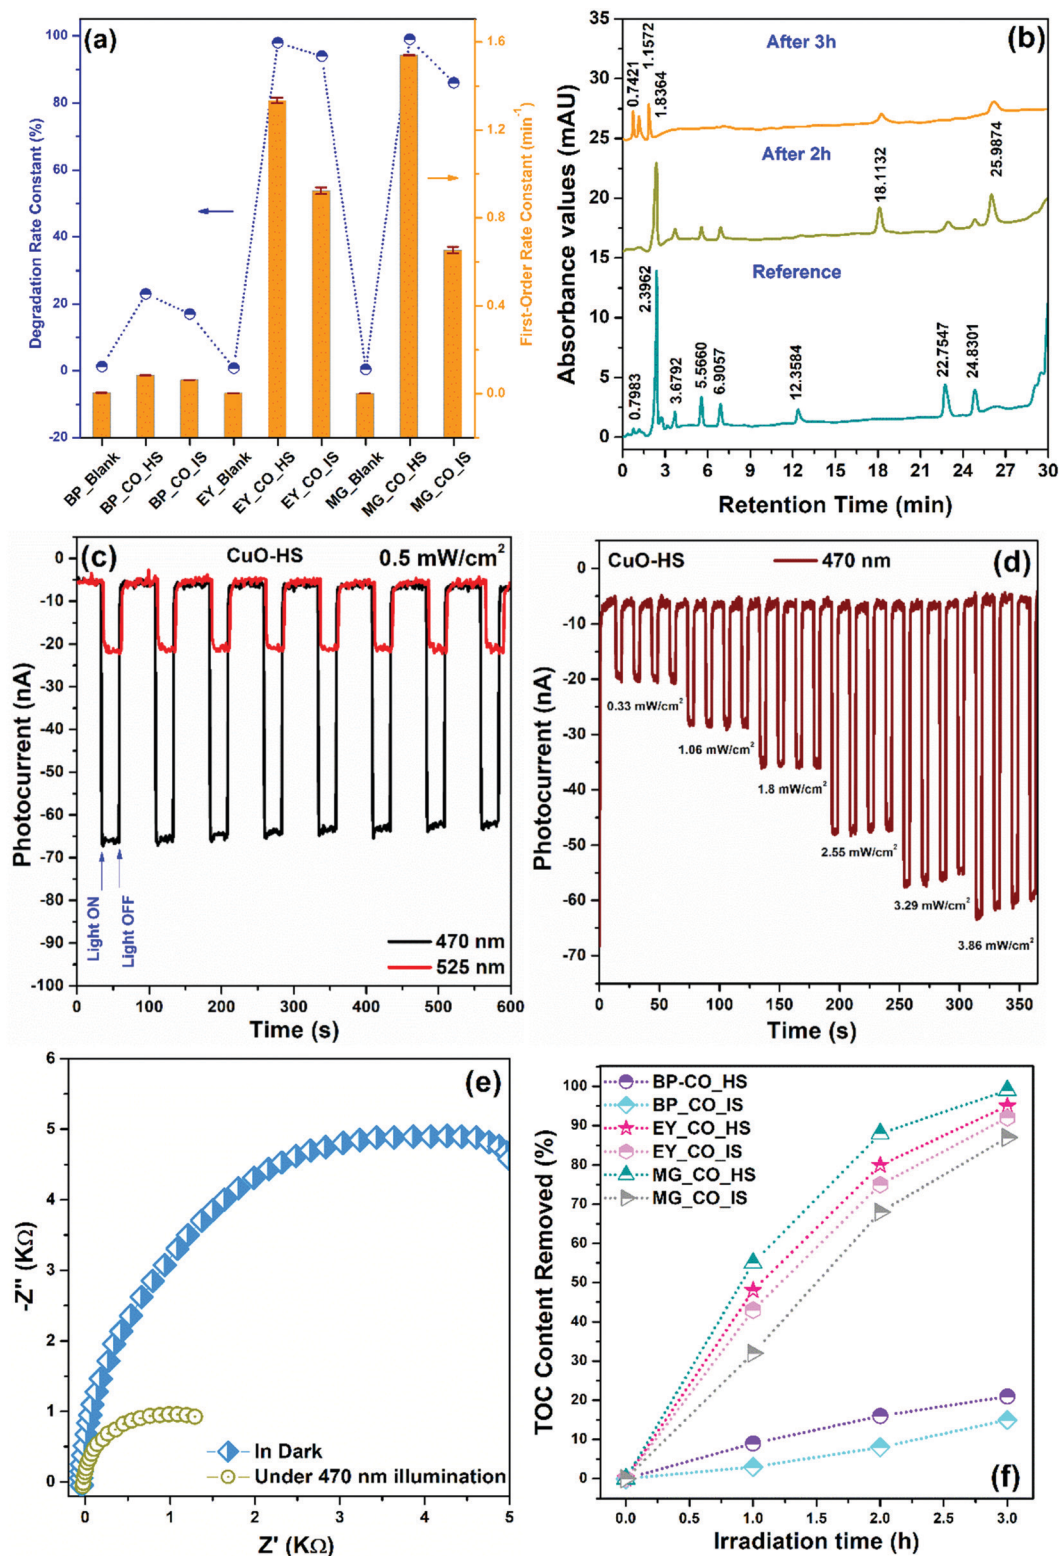 (a)
Degradation Rate Constant (%)
120
100
80
60
40
20
0
-20
First-Order Rate Constant (min⁻¹)
1.6
1.2
0.8
0.4
0.0
BP_Blank
BP_CO_HS
BP_CO_IS
EY_Blank
EY_CO_HS
EY_CO_IS
MG_Blank
MG_CO_HS
MG_CO_IS
(b)
Absorbance values (mAU)
35
30
25
20
15
10
5
0
After 3h
0.7421
1.1572
1.8364
After 2h
18.1132
25.9874
Reference
0.7983
2.3962
3.6792
5.5660
6.9057
12.3584
22.7547
24.8301
0 3 6 9 12 15 18 21 24 27 30
Retention Time (min)
(c)
CuO-HS
0.5 mW/cm²
Photocurrent (nA)
0
-10
-20
-30
-40
-50
-60
-70
-80
-90
-100
Light ON
Light OFF
470 nm
525 nm
0 100 200 300 400 500 600
Time (s)
(d)
CuO-HS
470 nm
Photocurrent (nA)
0
-10
-20
-30
-40
-50
-60
-70
0.33 mW/cm²
1.06 mW/cm²
1.8 mW/cm²
2.55 mW/cm²
3.29 mW/cm²
3.86 mW/cm²
0 50 100 150 200 250 300 350
Time (s)
(e)
-Z'' (KΩ)
6
5
4
3
2
1
0
In Dark
Under 470 nm illumination
0 1 2 3 4 5
Z' (KΩ)
TOC Content Removed (%)
100
90
80
70
60
50
40
30
20
10
0
BP-CO_HS
BP_CO_IS
EY_CO_HS
EY_CO_IS
MG_CO_HS
MG_CO_IS
(f)
0.0 0.5 1.0 1.5 2.0 2.5 3.0
Irradiation time (h)